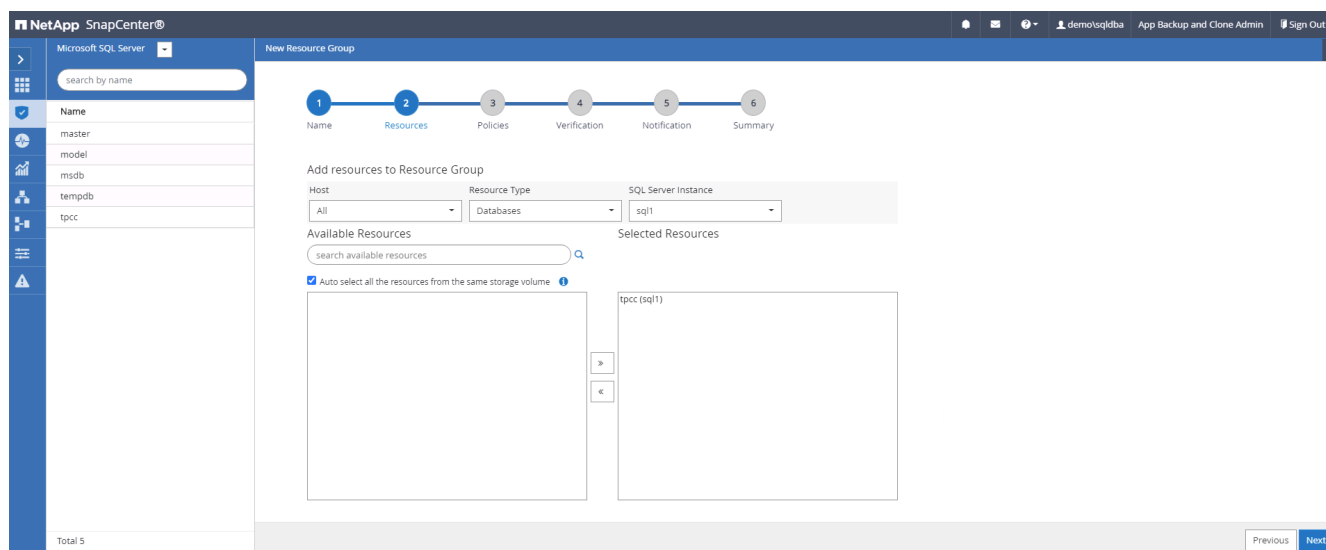 NetApp SnapCenter® demo\sqldba App Backup and Clone Admin Sign Out
Microsoft SQL Server
search by name
Name
master
model
msdb
tempdb
tpcc
Total 5
New Resource Group
1 2 3 4 5 6
Name Resources Policies Verification Notification Summary
Add resources to Resource Group
Host Resource Type SQL Server Instance
All Databases sql1
Available Resources Selected Resources
search available resources
Auto select all the resources from the same storage volume
tpcc (sql1)
Previous Next